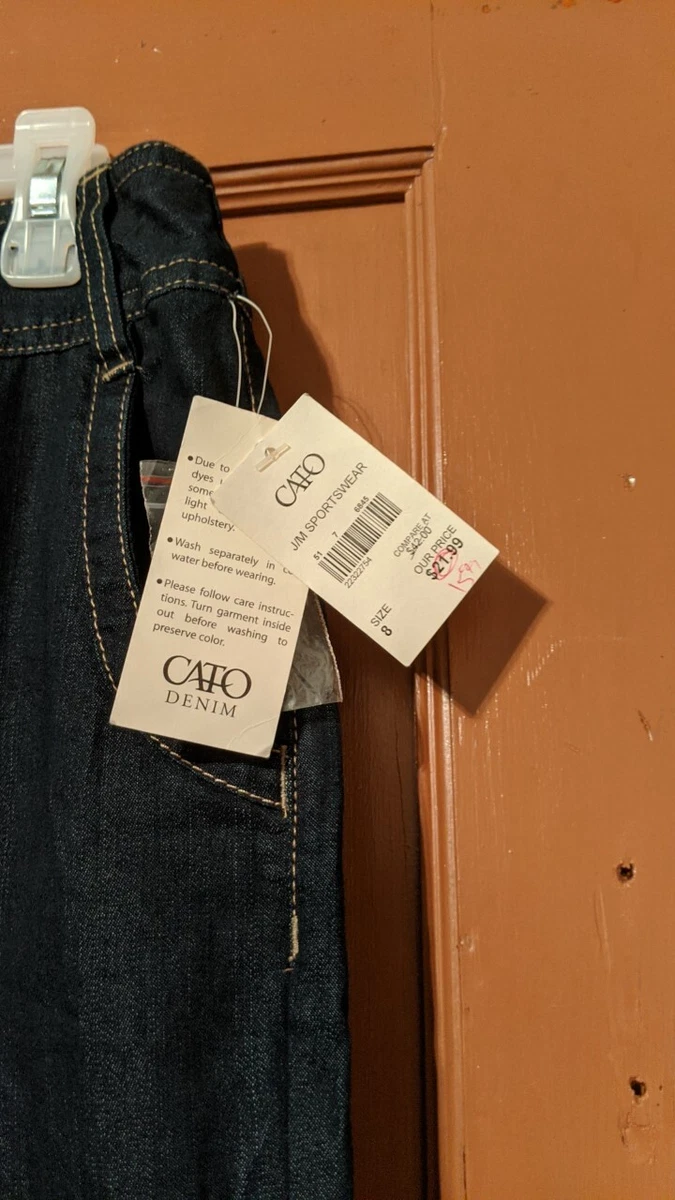 • Due to
dyes
some
light
upholstery.
• Wash separately in
water before wearing.
• Please follow care instruc-
tions. Turn garment inside
out before washing to
preserve color.
CATO
DENIM
CATO
J/M SPORTSWEAR
51 7 6845
22322754
COMPARE AT
$42.00
OUR PRICE
$21.99
SIZE
8